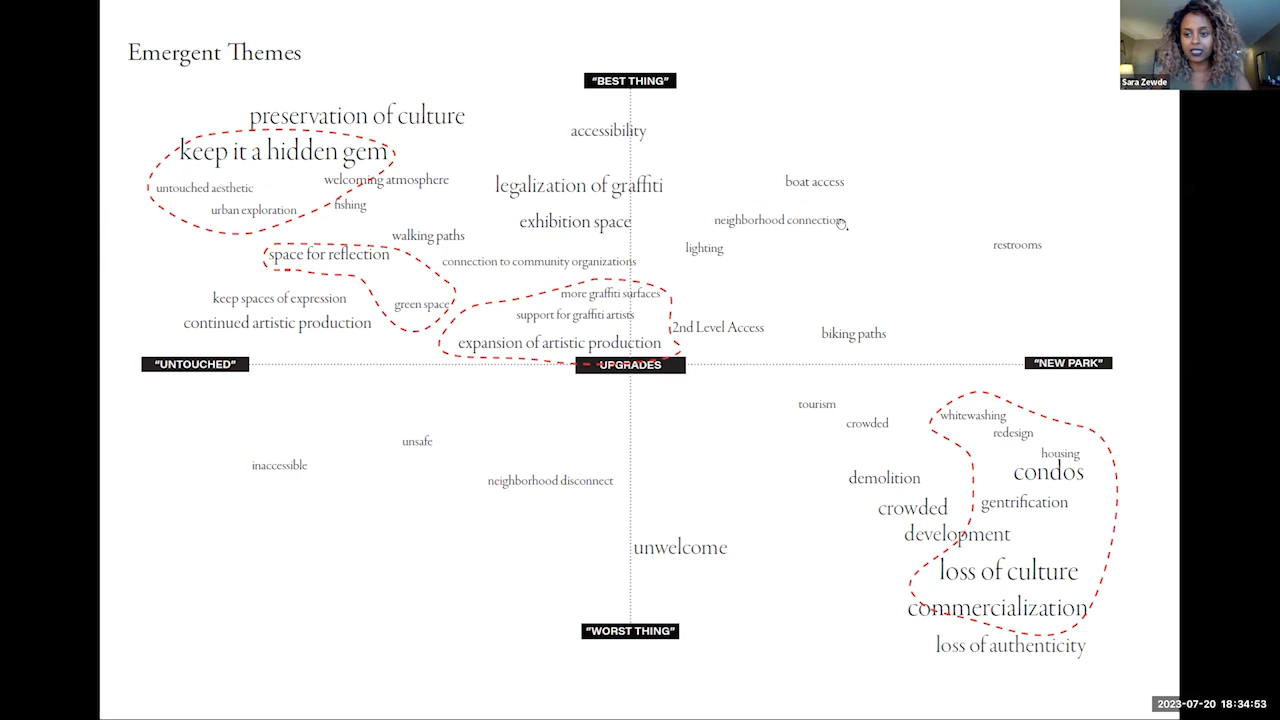 Emergent Themes
Sara Zewde
"BEST THING"
preservation of culture
accessibility
keep it a hidden gem
welcoming atmosphere
untouched aesthetic
legalization of graffiti
boat access
fishing
urban exploration
exhibition space
neighborhood connection
walking paths
lighting
restrooms
space for reflection
connection to community organizations
keep spaces of expression
green space
more graffiti surfaces
support for graffiti artists
continued artistic production
2nd Level Access
biking paths
expansion of artistic production
"UNTOUCHED"
UPGRADES
"NEW PARK"
tourism
crowded
whitewashing
redesign
unsafe
housing
inaccessible
condos
neighborhood disconnect
demolition
gentrification
crowded
development
unwelcome
loss of culture
commercialization
"WORST THING"
loss of authenticity
2023-07-20 18:34:53